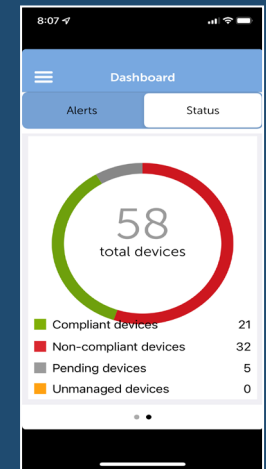 8:07
Dashboard
Alerts Status
58
total devices
Compliant devices 21
Non-compliant devices 32
Pending devices 5
Unmanaged devices 0